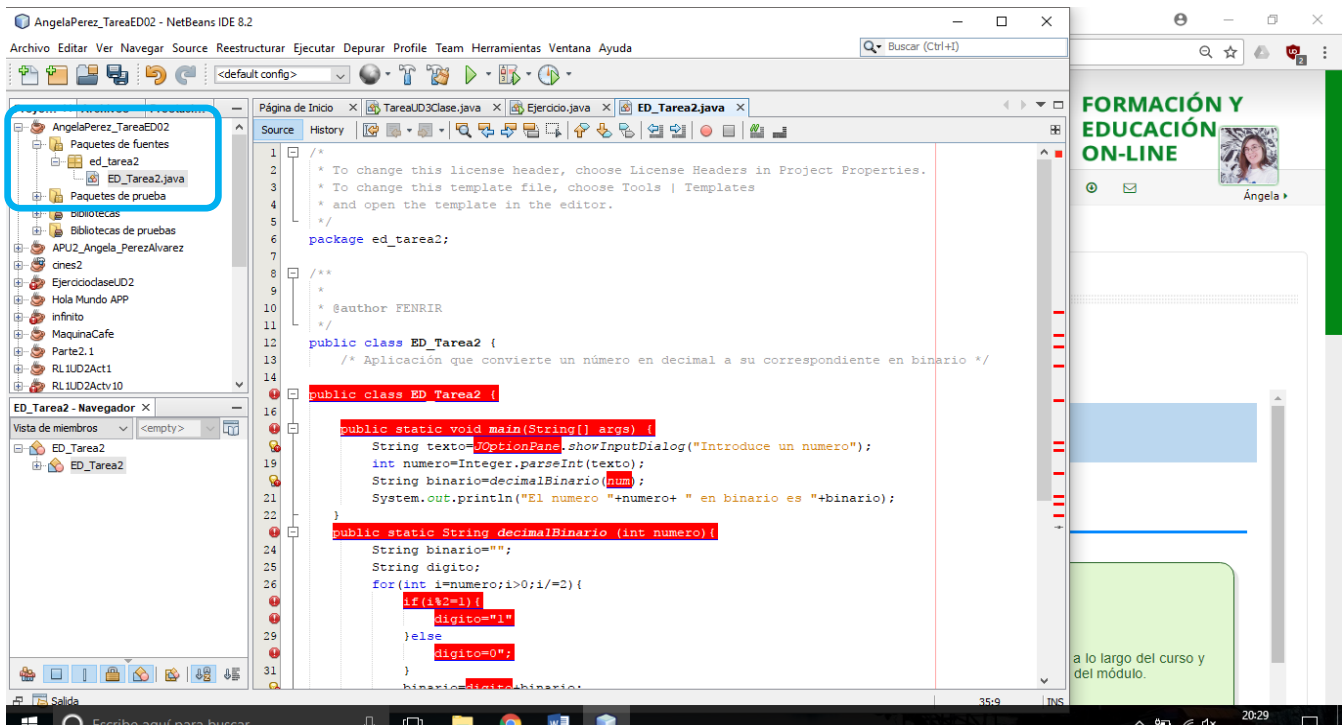 AngelaPerez_TareaED02 - NetBeans IDE 8.2
Archivo Editar Ver Navegar Source Reestructurar Ejecutar Depurar Profile Team Herramientas Ventana Ayuda
Buscar (Ctrl+I)
<default config>
Página de Inicio
TareaUD3Clase.java
Ejercicio.java
ED_Tarea2.java
Source History
AngelaPerez_TareaED02
Paquetes de fuentes
ed_tarea2
ED_Tarea2.java
Paquetes de prueba
Bibliotecas
Bibliotecas de pruebas
APU2_Angela_PerezAlvarez
cines2
EjercicioclaseUD2
Hola Mundo APP
infinito
MaquinaCafe
Parte2.1
RL1UD2Act1
RL1UD2Actv10
ED_Tarea2 - Navegador
Vista de miembros <empty>
ED_Tarea2
ED_Tarea2
1 /*
2 * To change this license header, choose License Headers in Project Properties.
3 * To change this template file, choose Tools | Templates
4 * and open the template in the editor.
5 */
6 package ed_tarea2;
7
8 /**
9 *
10 * @author FENRIR
11 */
12 public class ED_Tarea2 {
13 /* Aplicación que convierte un número en decimal a su correspondiente en binario */
14
public class ED_Tarea2 {
16
public static void main(String[] args) {
String texto=JOptionPane.showInputDialog("Introduce un numero");
19 int numero=Integer.parseInt(texto);
String binario=decimalBinario(num);
21 System.out.println("El numero "+numero+ " en binario es "+binario);
22 }
public static String decimalBinario (int numero){
24 String binario="";
25 String digito;
26 for(int i=numero;i>0;i/=2){
if(i%2=1){
digito="1"
29 }else
digito=0";
31 }
binario=digito+binario;
Salida
35:9 INS
FORMACIÓN Y
EDUCACIÓN
ON-LINE
Ángela
a lo largo del curso y
del módulo.
2
Escribe aquí para buscar
20:29